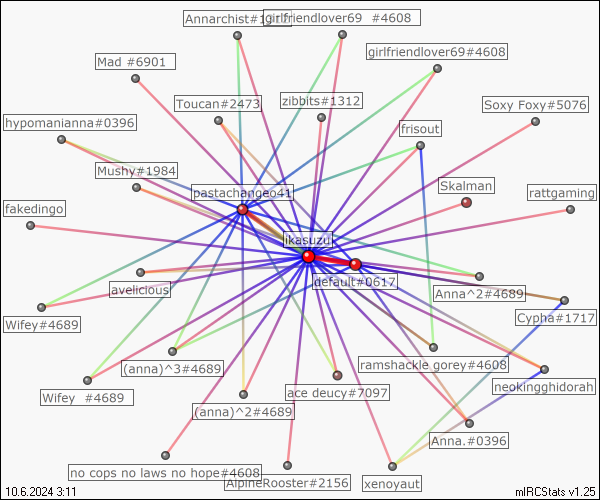 Annarchist#1312
girlfriendlover69 #4608
girlfriendlover69#4608
Mad #6901
Toucan#2473
zibbits#1312
Soxy Foxy#5076
hypomanianna#0396
frisout
Mushy#1984
pastachangeo41
Skalman
rattgaming
fakedingo
ikasuzu
default#0617
avelicious
Anna^2#4689
Wifey#4689
Cypha#1717
(anna)^3#4689
ramshackle gorey#4608
neokingghidorah
Wifey #4689
(anna)^2#4689
ace deucy#7097
Anna.#0396
no cops no laws no hope#4608
AlpineRooster#2156
xenoyaut
10.6.2024 3:11
mIRCStats v1.25